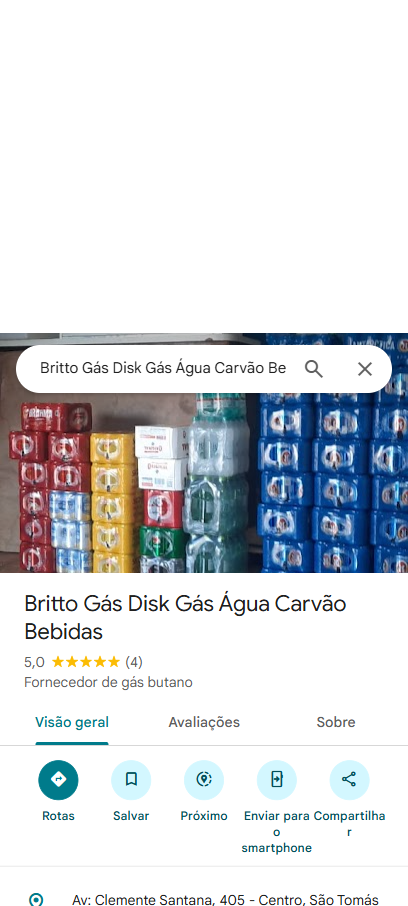 Britto Gás Disk Gás Água Carvão Be
Britto Gás Disk Gás Água Carvão
Bebidas
5,0 (4)
Fornecedor de gás butano
Visão geral Avaliações Sobre
Rotas Salvar Próximo Enviar para o smartphone Compartilhar
Av: Clemente Santana, 405 - Centro, São Tomás